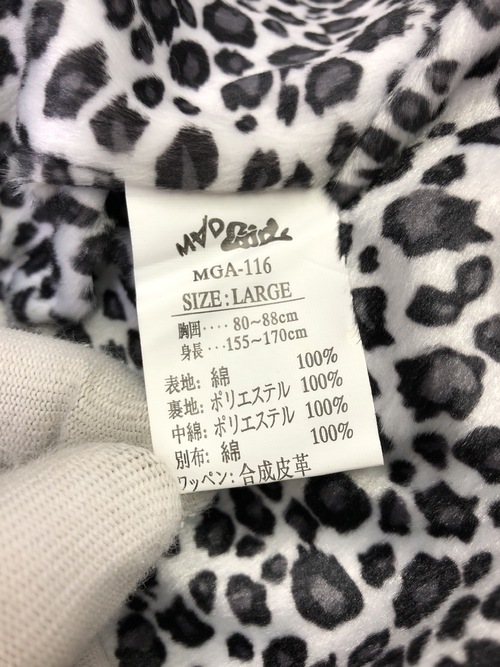 MAD Girl
MGA-116
SIZE:LARGE
胸囲‥‥80~88cm
身長‥‥155~170cm
表地: 綿 100%
裏地: ポリエステル 100%
中綿: ポリエステル 100%
別布: 綿 100%
ワッペン: 合成皮革